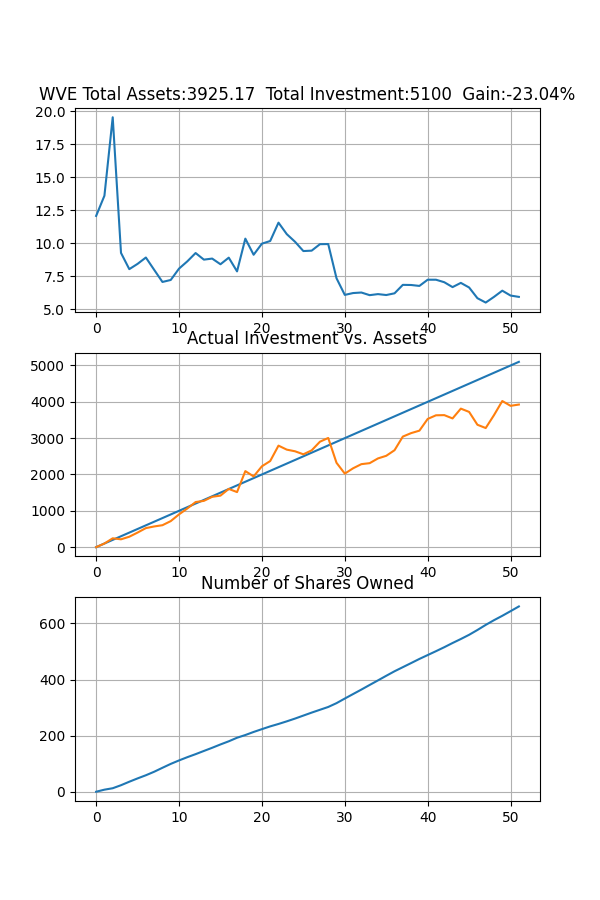 WVE Total Assets:3925.17  Total Investment:5100  Gain:-23.04%
20.0
17.5
15.0
12.5
10.0
7.5
5.0
0 10 20 30 40 50
Actual Investment vs. Assets
5000
4000
3000
2000
1000
0
0 10 20 30 40 50
Number of Shares Owned
600
400
200
0
0 10 20 30 40 50